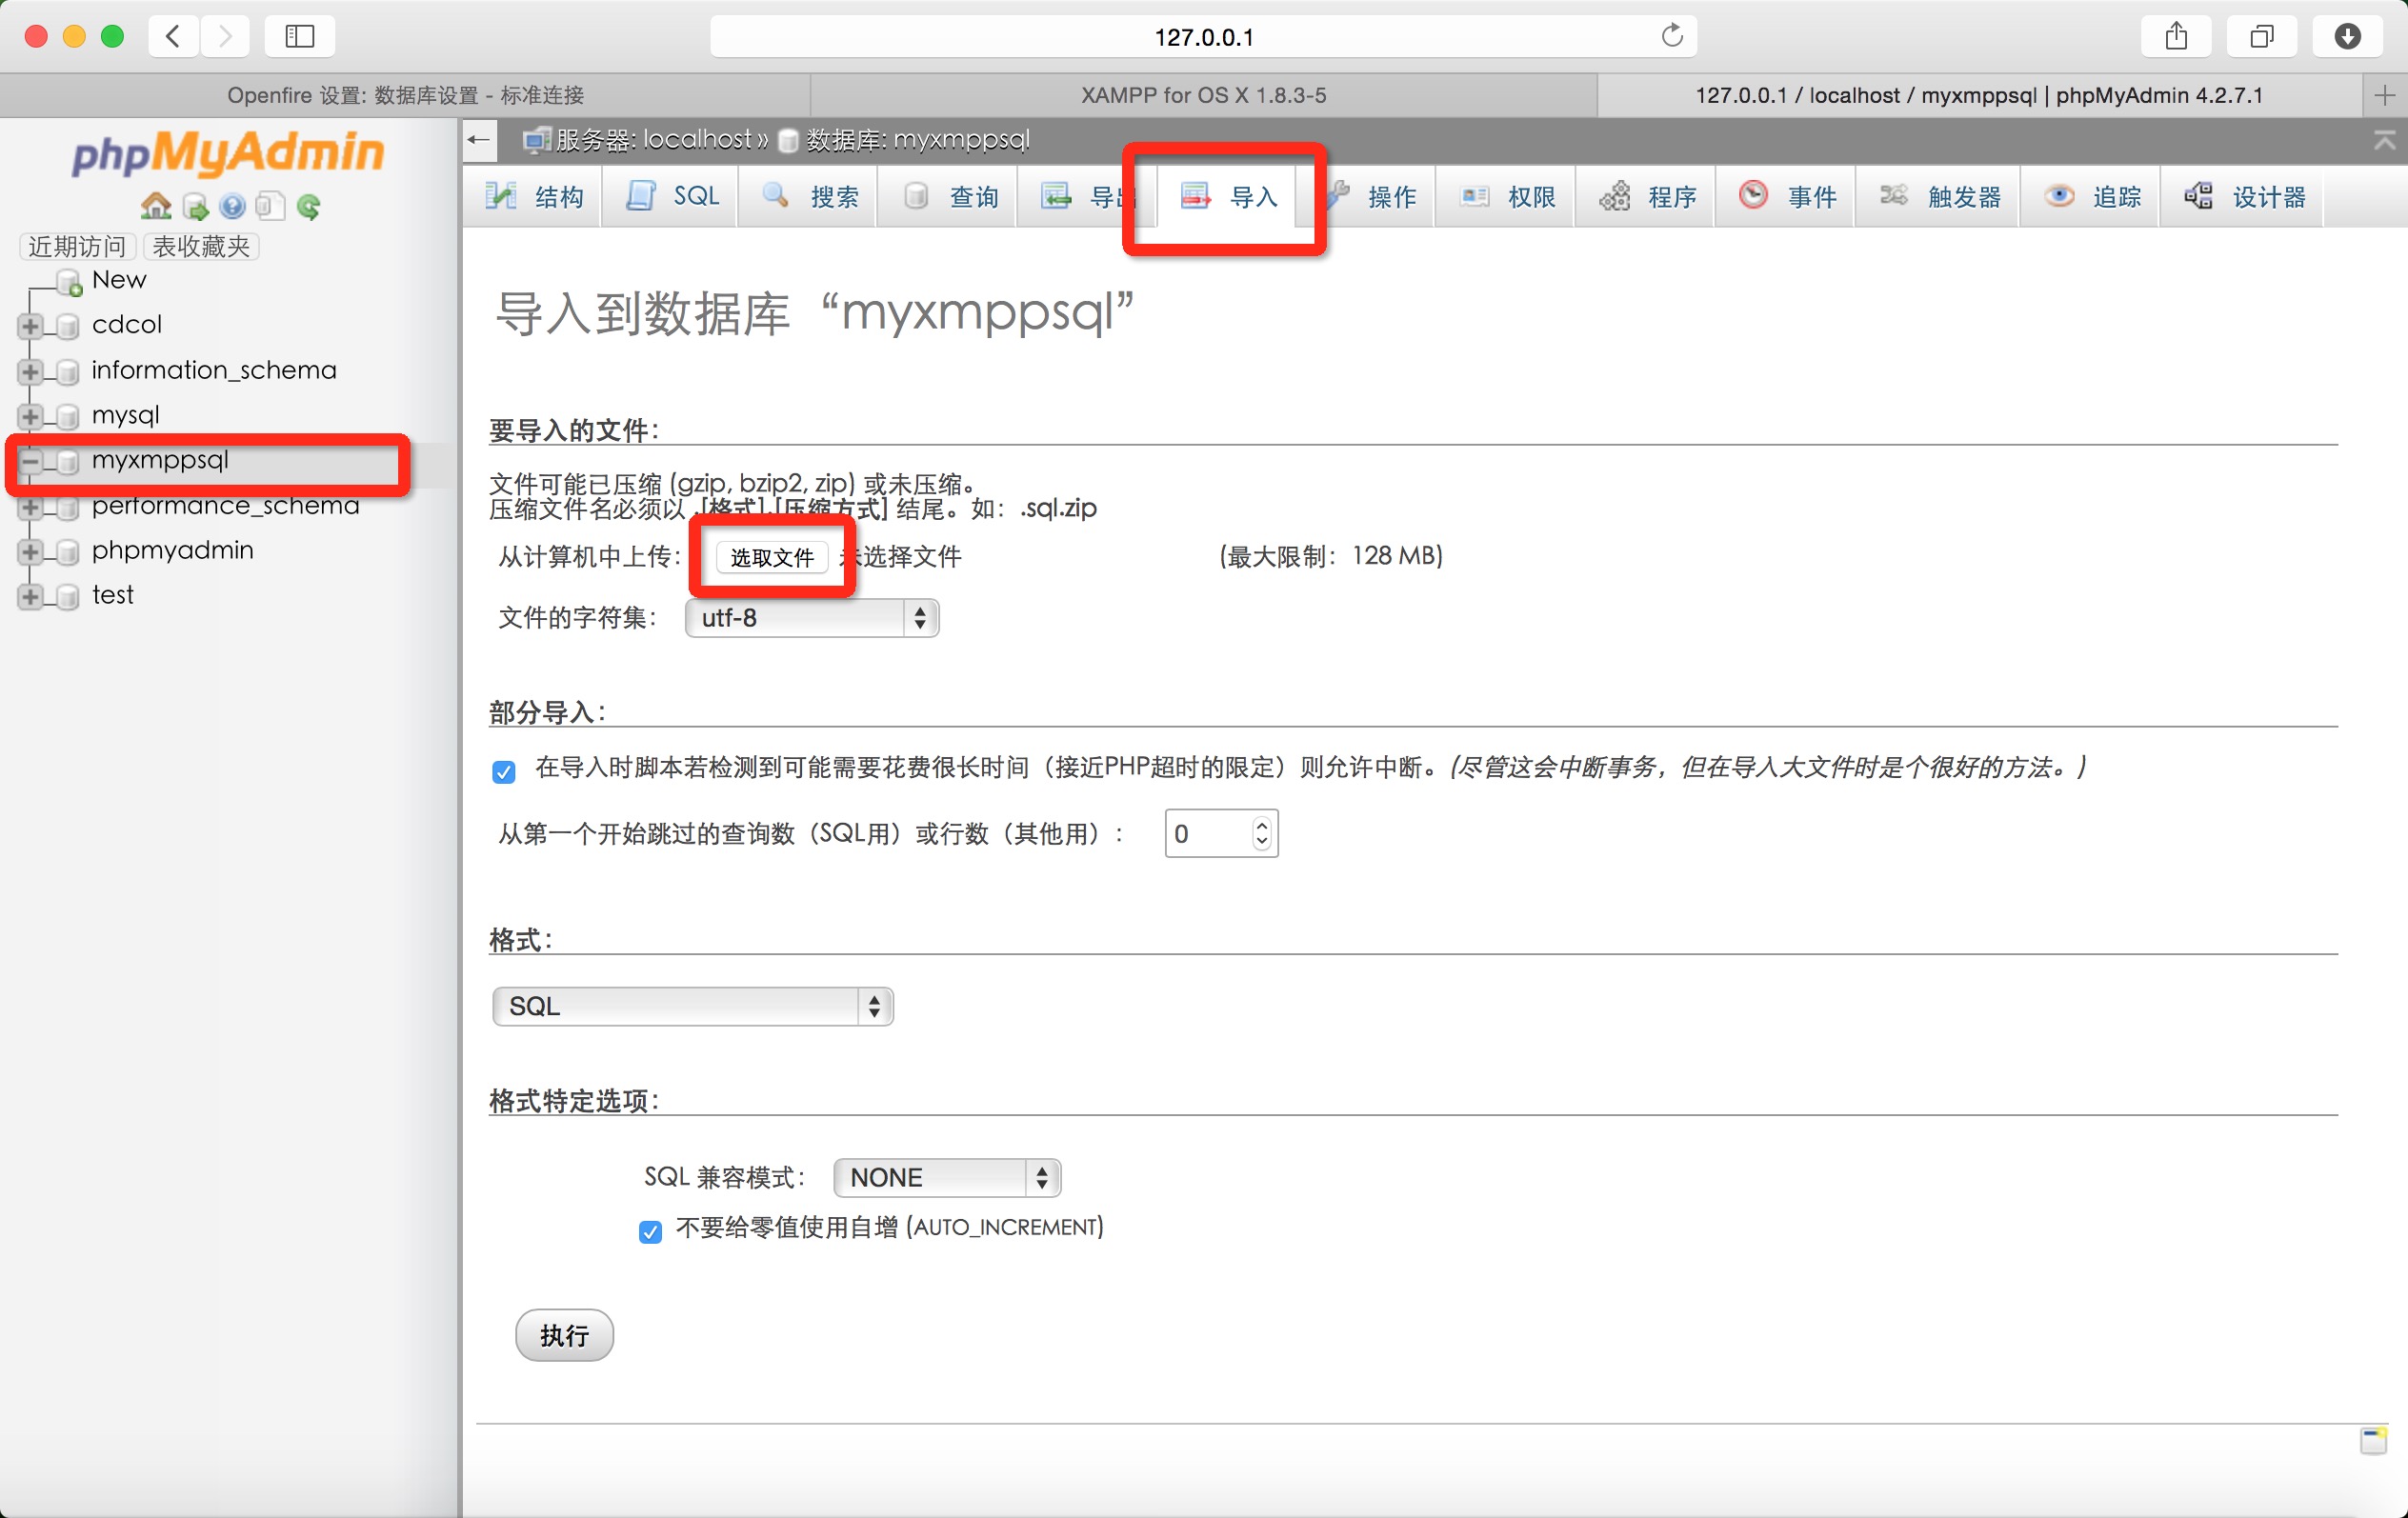 127.0.0.1
Openfire 设置: 数据库设置 - 标准连接
XAMPP for OS X 1.8.3-5
127.0.0.1 / localhost / myxmppsql | phpMyAdmin 4.2.7.1
phpMyAdmin
近期访问 表收藏夹
New
cdcol
information_schema
mysql
myxmppsql
performance_schema
phpmyadmin
test
服务器: localhost » 数据库: myxmppsql
结构 SQL 搜索 查询 导出 导入 操作 权限 程序 事件 触发器 追踪 设计器
导入到数据库 “myxmppsql”
要导入的文件:
文件可能已压缩 (gzip, bzip2, zip) 或未压缩。
压缩文件名必须以 .[格式].[压缩方式] 结尾。如: .sql.zip
从计算机中上传: 选取文件 未选择文件 (最大限制: 128 MB)
文件的字符集: utf-8
部分导入:
在导入时脚本若检测到可能需要花费很长时间（接近PHP超时的限定）则允许中断。(尽管这会中断事务，但在导入大文件时是个很好的方法。)
从第一个开始跳过的查询数（SQL用）或行数（其他用）: 0
格式:
SQL
格式特定选项:
SQL 兼容模式: NONE
不要给零值使用自增 (AUTO_INCREMENT)
执行